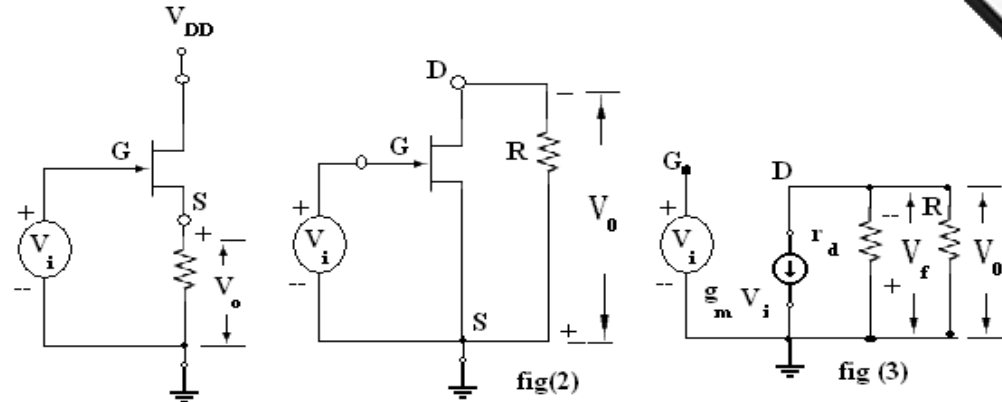 V_DD
G
S
+
V_i
--
+
V_o
D
--
G
R
+
V_i
--
V_0
S
+
--
fig(2)
G
D
+
V_i
--
r_d
g_m V_i
--
V_f
+
R
V_0
fig (3)